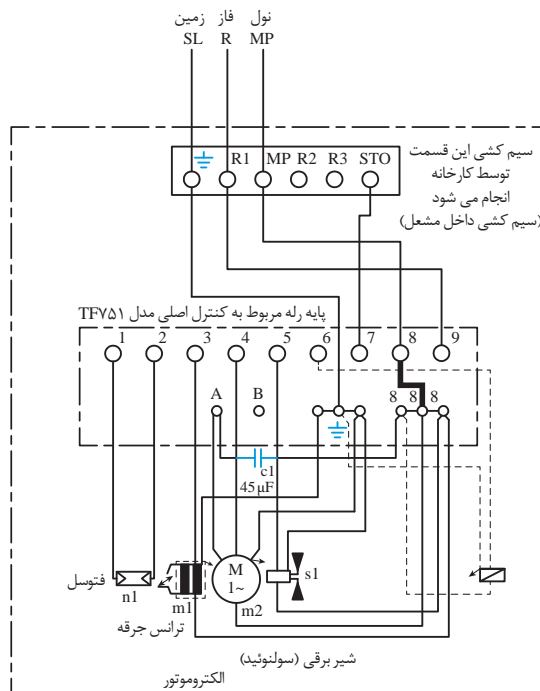 نول فاز زمین
SL R MP
R1 MP R2 R3 STO
سیم کشی این قسمت
توسط کارخانه
انجام می شود
(سیم کشی داخل مشعل)
پایه رله مربوط به کنترل اصلی مدل TF۷۵۱
1 2 3 4 5 6 7 8 9
A B 8 8 8
c1
45µF
M
1~
s1
فتوسل
n1
m1
m2
ترانس جرقه
شیر برقی (سولنوئید)
الکتروموتور